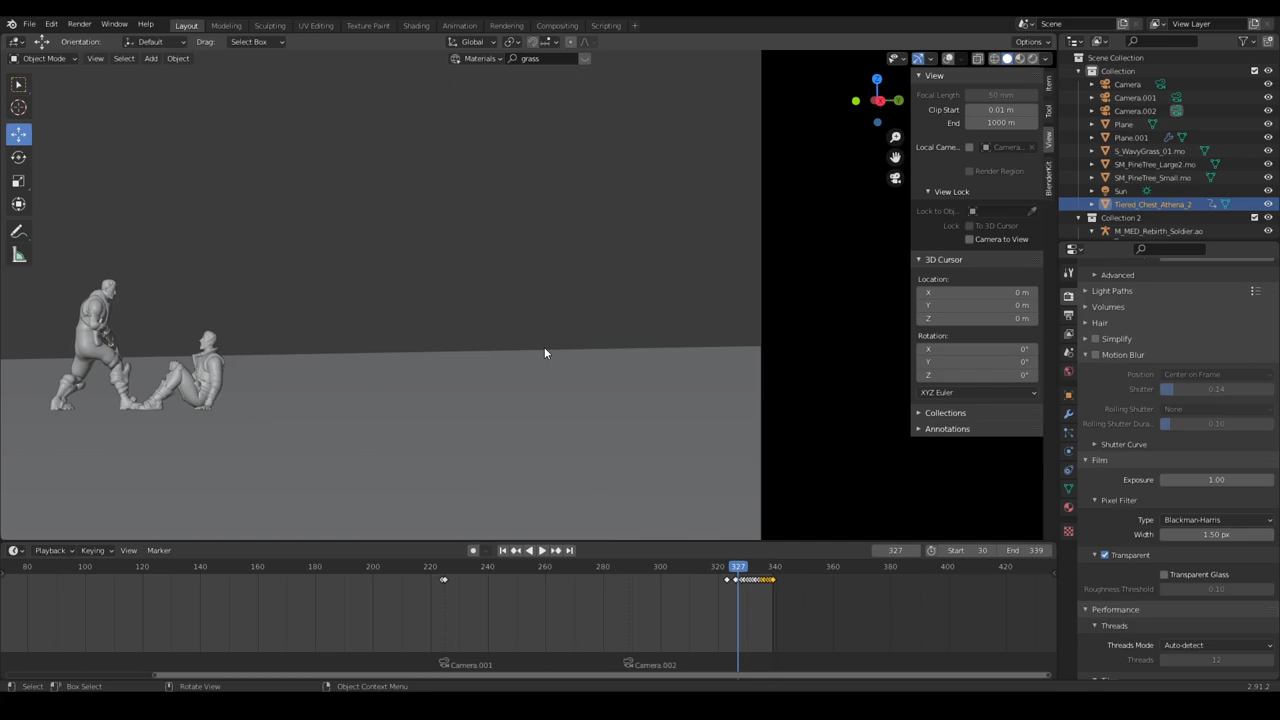 File Edit Render Window Help Layout Modeling Sculpting UV Editing Texture Paint Shading Animation Rendering Compositing Scripting + Scene View Layer
Orientation: Default Drag: Select Box Global Options
Object Mode View Select Add Object Materials grass
View
Focal Length 50 mm
Clip Start 0.01 m
End 1000 m
Local Came... Camera...
Render Region
View Lock
Lock to Obj...
Lock To 3D Cursor
Camera to View
3D Cursor
Location:
X 0 m
Y 0 m
Z 0 m
Rotation:
X 0°
Y 0°
Z 0°
XYZ Euler
Collections
Annotations
Item
Tool
View
BlenderKit
Scene Collection
Collection
Camera
Camera.001
Camera.002
Plane
Plane.001
S_WavyGrass_01.mo
SM_PineTree_Large2.mo
SM_PineTree_Small.mo
Sun
Tiered_Chest_Athena_2
Collection 2
M_MED_Rebirth_Soldier.ao
Advanced
Light Paths
Volumes
Hair
Simplify
Motion Blur
Position Center on Frame
Shutter 0.14
Rolling Shutter None
Rolling Shutter Dura... 0.10
Shutter Curve
Film
Exposure 1.00
Pixel Filter
Type Blackman-Harris
Width 1.50 px
Transparent
Transparent Glass
Roughness Threshold 0.10
Performance
Threads
Threads Mode Auto-detect
Threads 12
Playback Keying View Marker 327 Start 30 End 339
80 100 120 140 160 180 200 220 240 260 280 300 320 327 340 360 380 400 420
Camera.001 Camera.002
Select Box Select Rotate View Object Context Menu 2.91.2